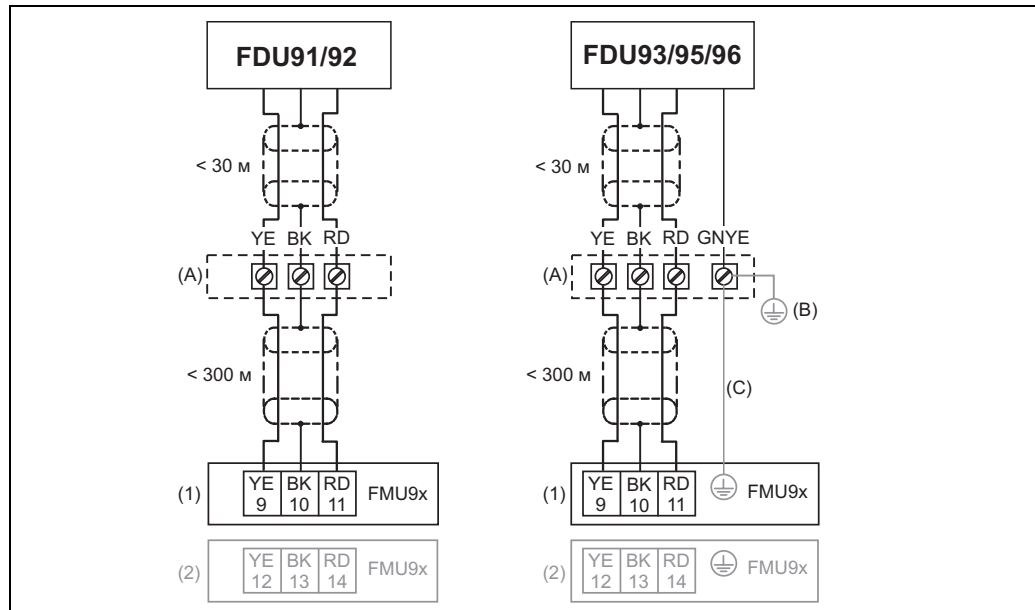 FDU91/92
< 30 м
YE BK RD
(A)
< 300 м
(1)
YE BK RD
9 10 11
FMU9x
(2)
YE BK RD
12 13 14
FMU9x
FDU93/95/96
< 30 м
YE BK RD GNYE
(A)
(B)
< 300 м
(C)
(1)
YE BK RD
9 10 11
FMU9x
(2)
YE BK RD
12 13 14
FMU9x